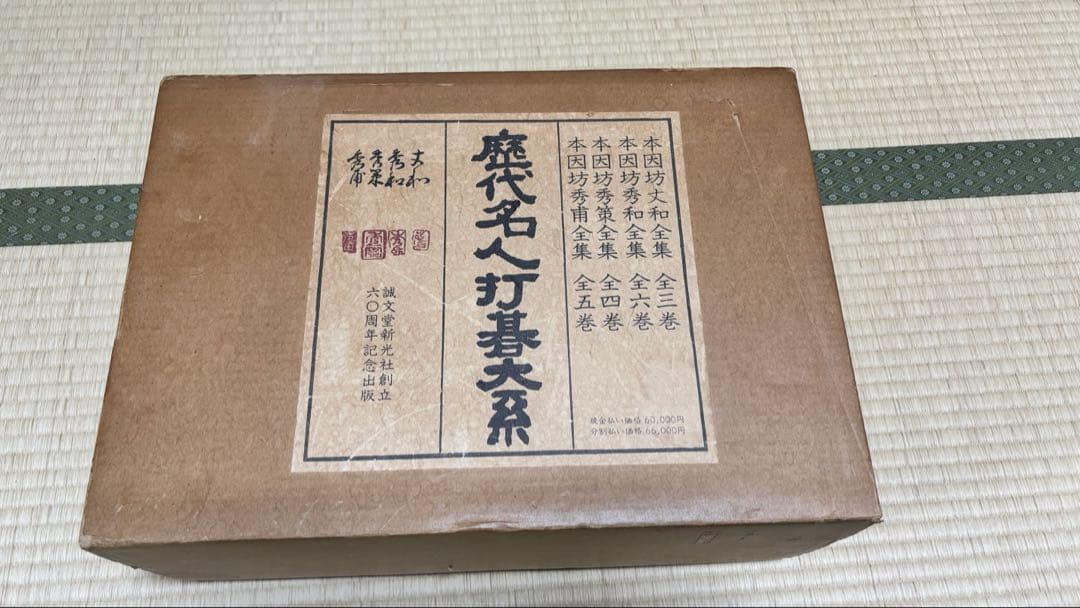 本因坊丈和全集 全三巻
本因坊秀和全集 全六巻
本因坊秀策全集 全四巻
本因坊秀甫全集 全五巻
現金払い価格 60,000円
分割払い価格 66,000円
歴代名人打碁大系
丈和
秀和
秀策
秀甫
誠文堂新光社創立
六〇周年記念出版